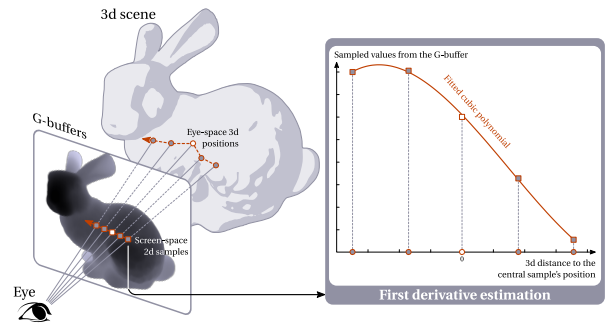 3d scene
G-buffers
Eye-space 3d
positions
Screen-space
2d samples
Eye
Sampled values from the G-buffer
Fitted cubic polynomial
0
3d distance to the
central sample's position
First derivative estimation